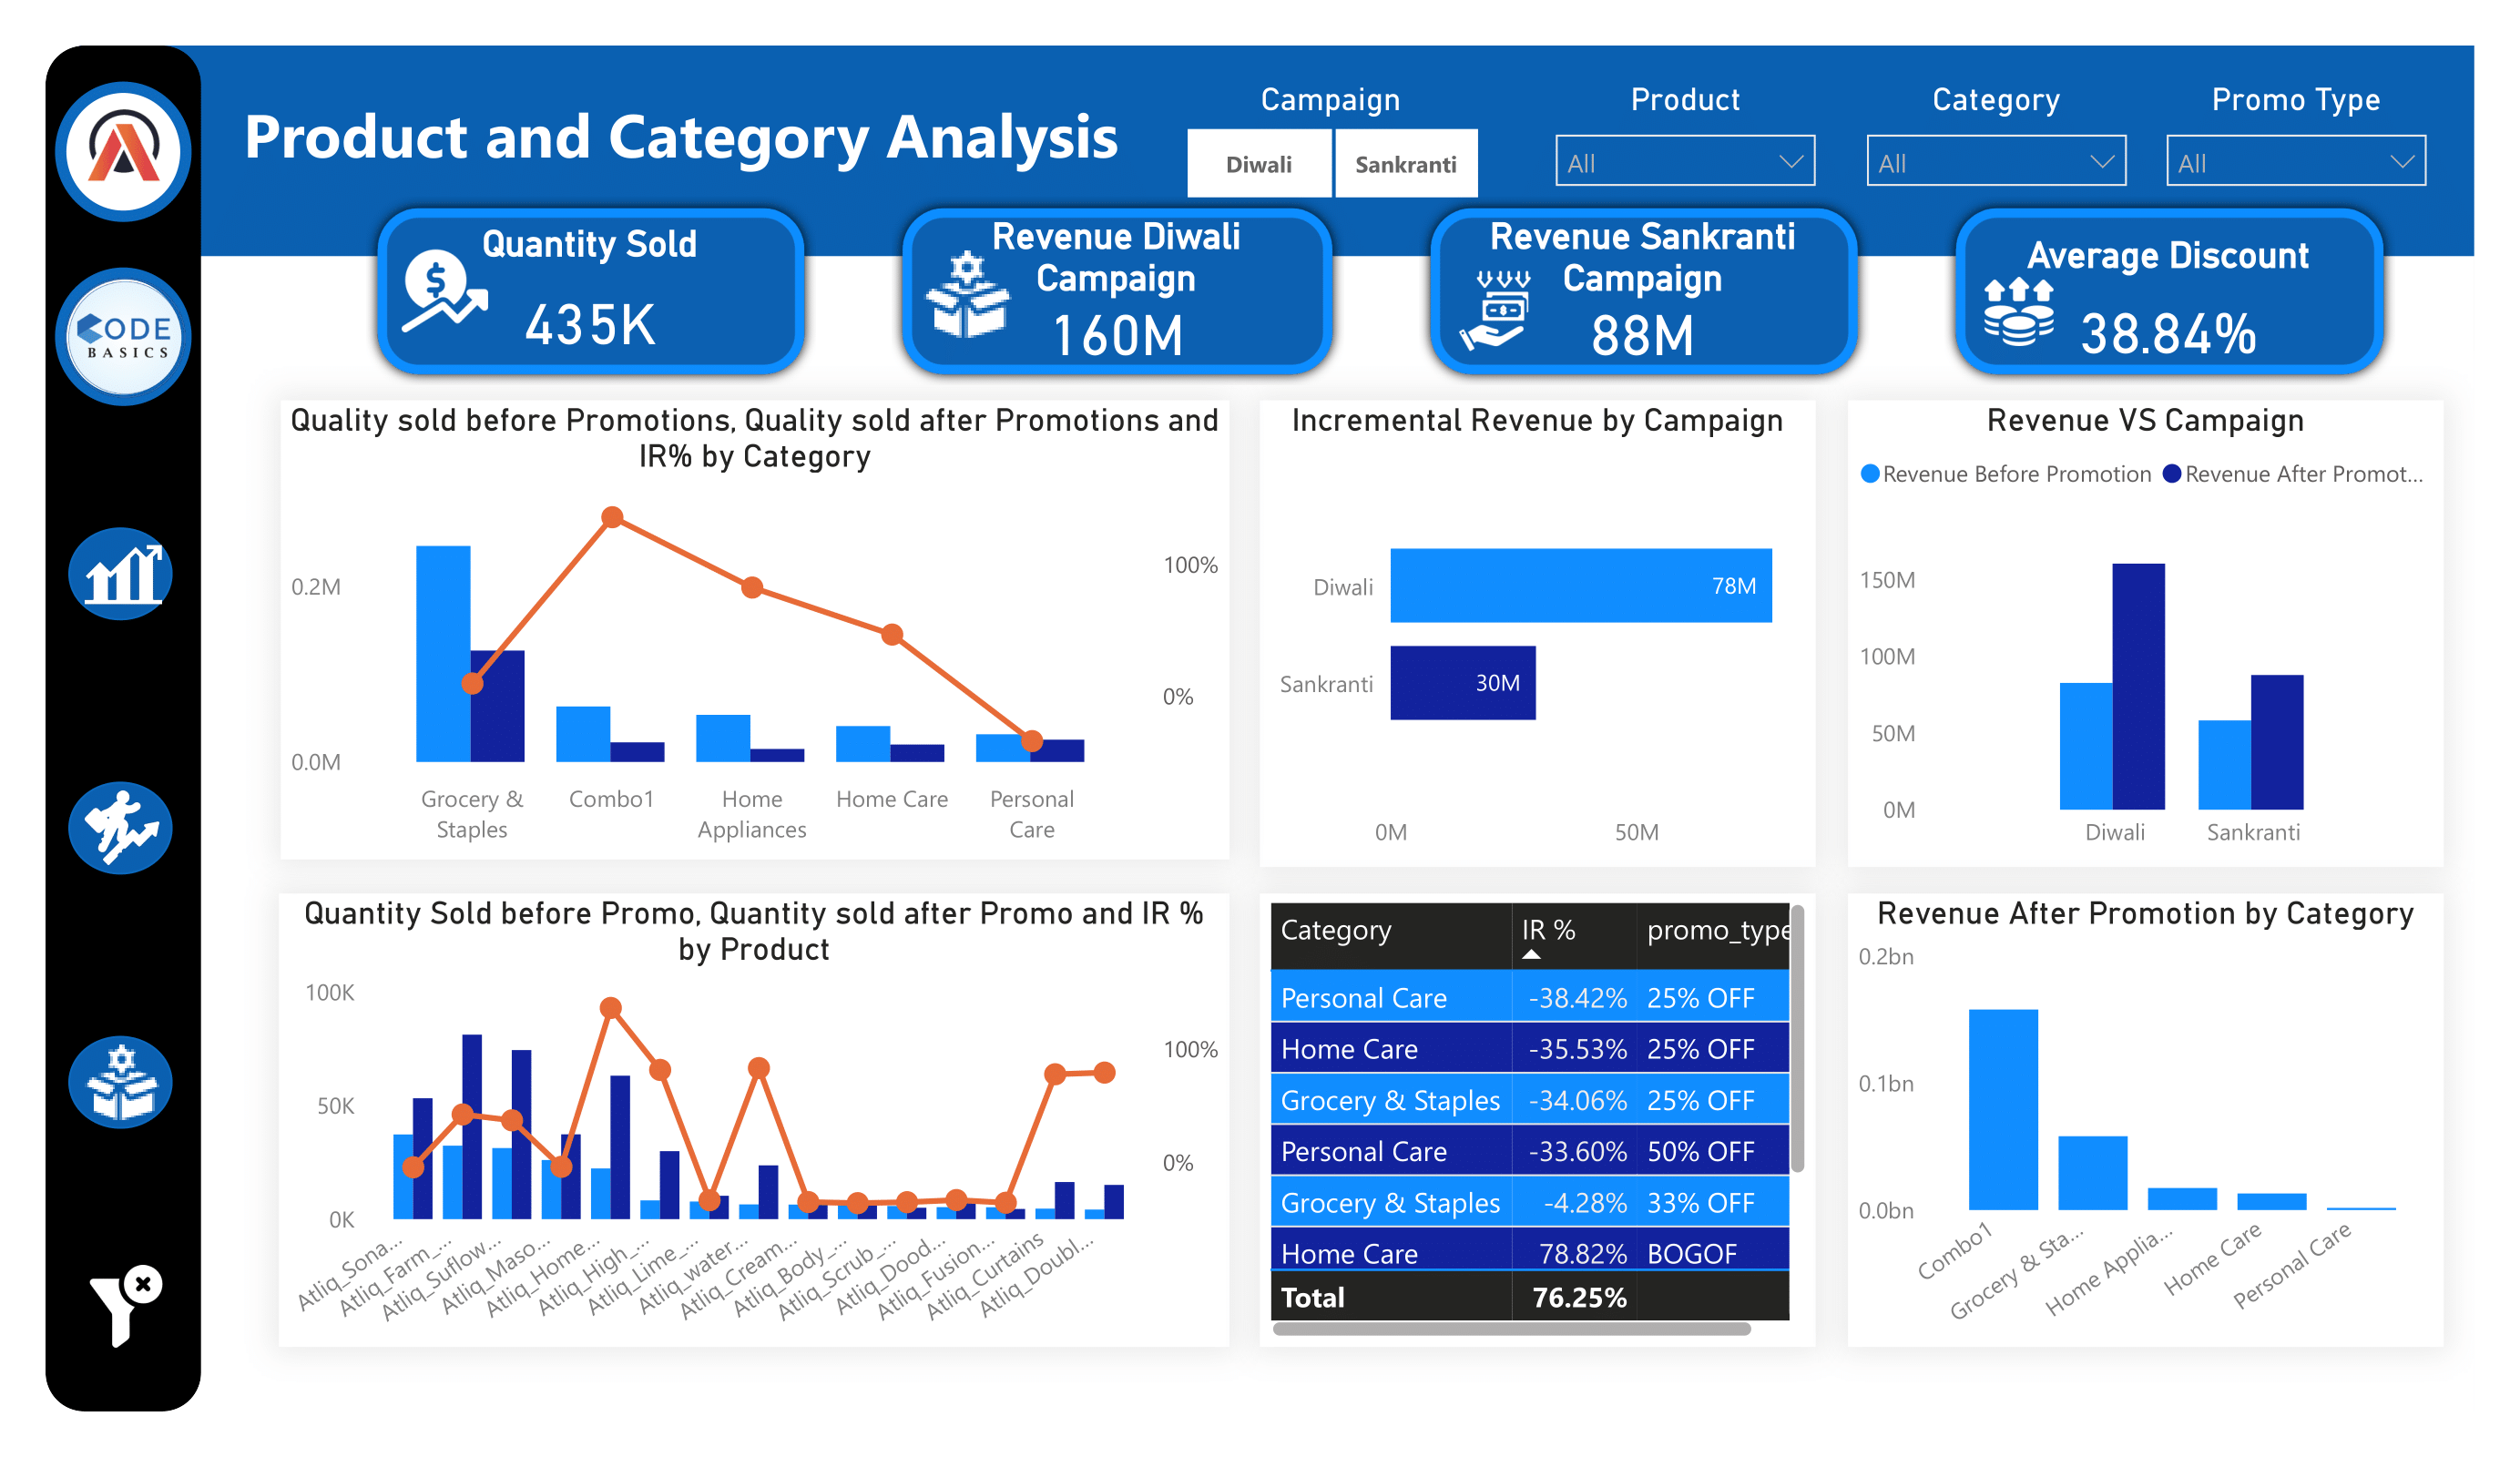 Product and Category Analysis
Campaign
Diwali
Sankranti
Product
All
Category
All
Promo Type
All
CODE
BASICS
Quantity Sold
435K
Revenue Diwali
Campaign
160M
Revenue Sankranti
Campaign
88M
Average Discount
38.84%
Quality sold before Promotions, Quality sold after Promotions and
IR% by Category
0.2M
0.0M
100%
0%
Grocery &
Staples
Combo1
Home
Appliances
Home Care
Personal
Care
Incremental Revenue by Campaign
Diwali
78M
Sankranti
30M
0M
50M
Revenue VS Campaign
Revenue Before Promotion
Revenue After Promot...
150M
100M
50M
0M
Diwali
Sankranti
Quantity Sold before Promo, Quantity sold after Promo and IR %
by Product
100K
50K
0K
100%
0%
Atliq_Sona...
Atliq_Farm_...
Atliq_Suflow...
Atliq_Maso...
Atliq_Home...
Atliq_High_...
Atliq_Lime_...
Atliq_water...
Atliq_Cream...
Atliq_Body_...
Atliq_Scrub_...
Atliq_Dood...
Atliq_Fusion...
Atliq_Curtains
Atliq_Doubl...
Category IR % promo_type
Personal Care -38.42% 25% OFF
Home Care -35.53% 25% OFF
Grocery & Staples -34.06% 25% OFF
Personal Care -33.60% 50% OFF
Grocery & Staples -4.28% 33% OFF
Home Care 78.82% BOGOF
Total 76.25%
Revenue After Promotion by Category
0.2bn
0.1bn
0.0bn
Combo1
Grocery & Sta...
Home Applia...
Home Care
Personal Care